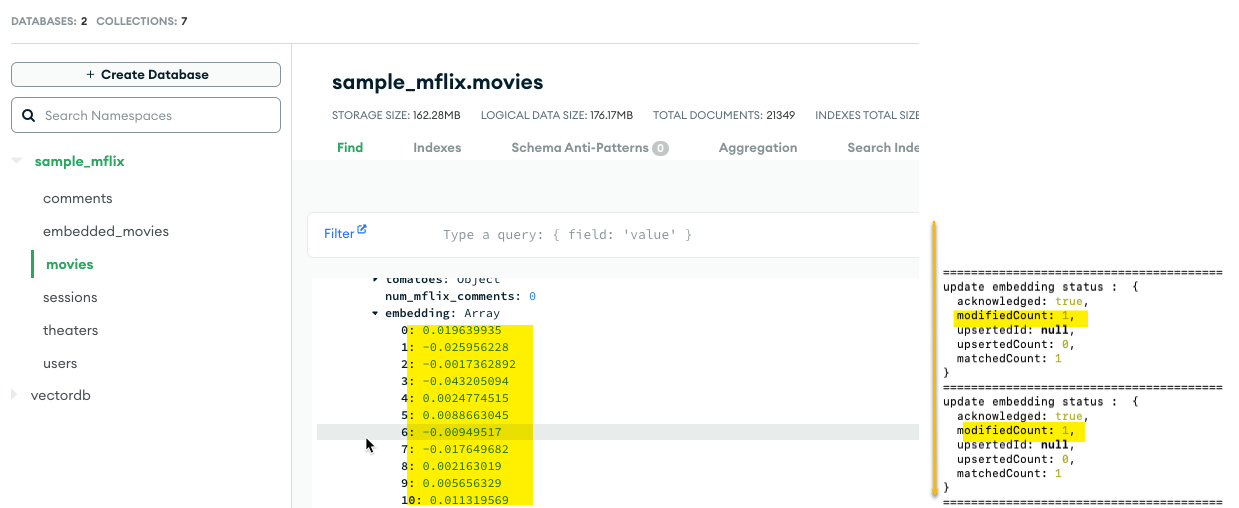 DATABASES: 2 COLLECTIONS: 7
+ Create Database
Search Namespaces
sample_mflix
comments
embedded_movies
movies
sessions
theaters
users
vectordb
sample_mflix.movies
STORAGE SIZE: 162.28MB LOGICAL DATA SIZE: 176.17MB TOTAL DOCUMENTS: 21349 INDEXES TOTAL SIZE
Find Indexes Schema Anti-Patterns 0 Aggregation Search Inde
Filter Type a query: { field: 'value' }
tomatoes: Object
num_mflix_comments: 0
embedding: Array
0: 0.019639935
1: -0.025956228
2: -0.0017362892
3: -0.043205094
4: 0.0024774515
5: 0.0088663045
6: -0.00949517
7: -0.017649682
8: 0.002163019
9: 0.005656329
10: 0.011319569
========================================
update embedding status : {
acknowledged: true,
modifiedCount: 1,
upsertedId: null,
upsertedCount: 0,
matchedCount: 1
}
========================================
update embedding status : {
acknowledged: true,
modifiedCount: 1,
upsertedId: null,
upsertedCount: 0,
matchedCount: 1
}
========================================